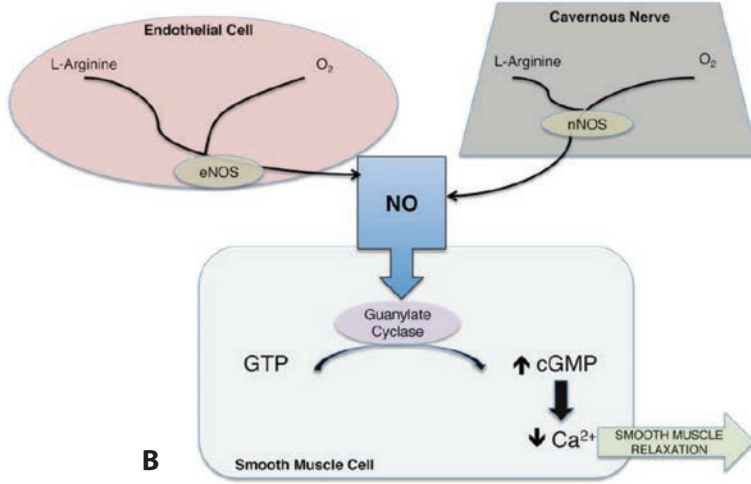 Endothelial Cell
L-Arginine
O₂
eNOS
Cavernous Nerve
L-Arginine
O₂
nNOS
NO
Guanylate
Cyclase
GTP
↑ cGMP
↓ Ca²⁺
SMOOTH MUSCLE
RELAXATION
B
Smooth Muscle Cell